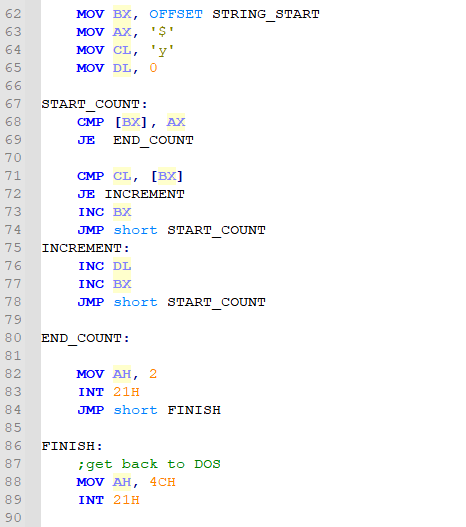 62 MOV BX, OFFSET STRING_START
63 MOV AX, '$'
64 MOV CL, 'y'
65 MOV DL, 0
66
67 START_COUNT:
68 CMP [BX], AX
69 JE  END_COUNT
70
71 CMP CL, [BX]
72 JE INCREMENT
73 INC BX
74 JMP short START_COUNT
75 INCREMENT:
76 INC DL
77 INC BX
78 JMP short START_COUNT
79
80 END_COUNT:
81
82 MOV AH, 2
83 INT 21H
84 JMP short FINISH
85
86 FINISH:
87 ;get back to DOS
88 MOV AH, 4CH
89 INT 21H
90